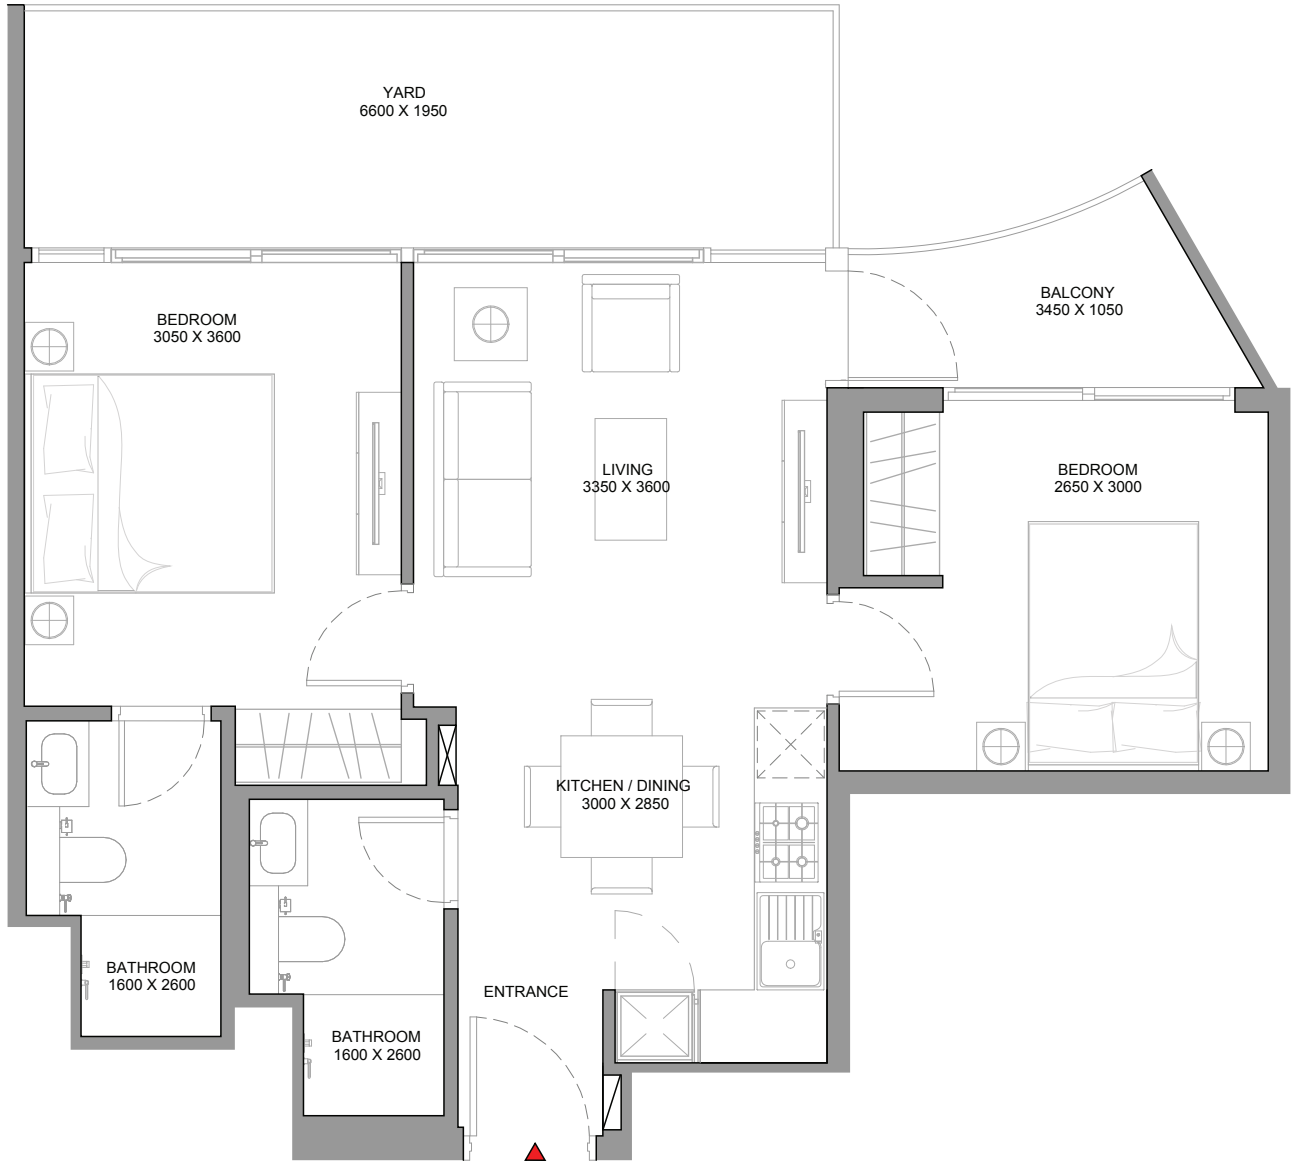 YARD
6600 X 1950
BALCONY
3450 X 1050
BEDROOM
3050 X 3600
LIVING
3350 X 3600
BEDROOM
2650 X 3000
KITCHEN / DINING
3000 X 2850
BATHROOM
1600 X 2600
ENTRANCE
BATHROOM
1600 X 2600